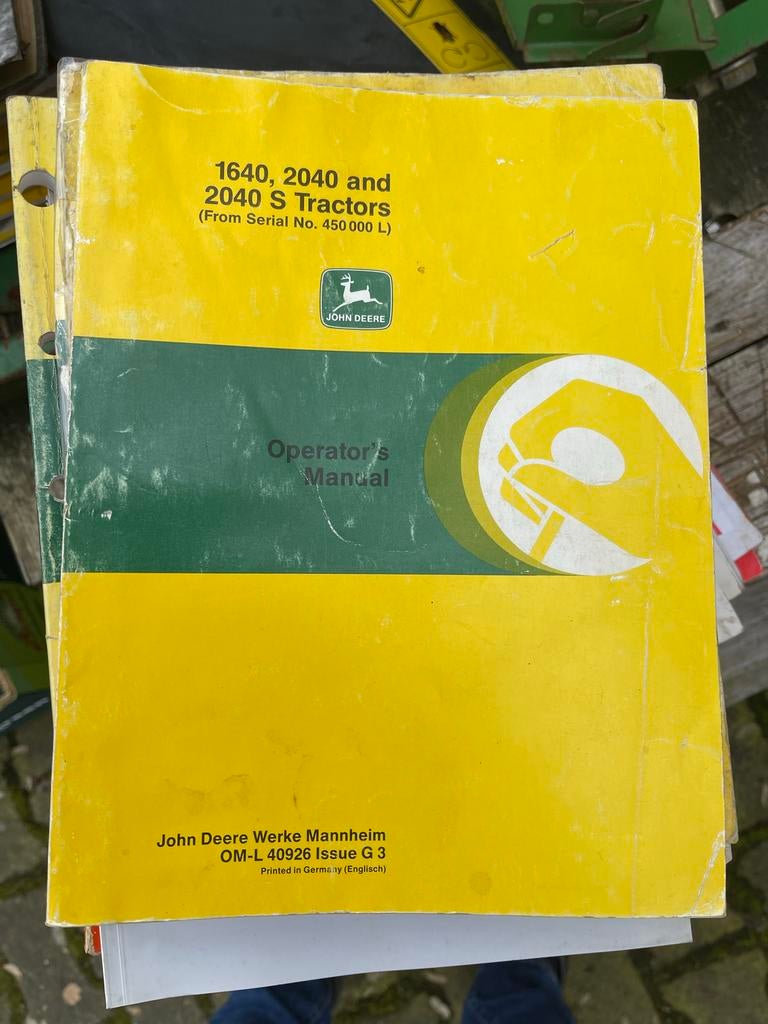 1640, 2040 and
2040 S Tractors
(From Serial No. 450 000 L)
JOHN DEERE
Operator's
Manual
John Deere Werke Mannheim
OM-L 40926 Issue G 3
Printed in Germany (Englisch)